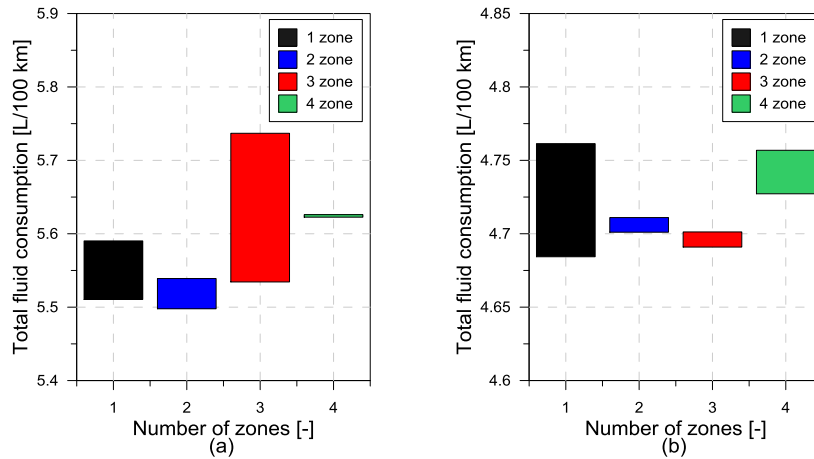 5.9
5.8
5.7
5.6
5.5
5.4
Total fluid consumption [L/100 km]
1 zone
2 zone
3 zone
4 zone
1 2 3 4
Number of zones [-]
(a)
4.85
4.8
4.75
4.7
4.65
4.6
Total fluid consumption [L/100 km]
1 zone
2 zone
3 zone
4 zone
1 2 3 4
Number of zones [-]
(b)